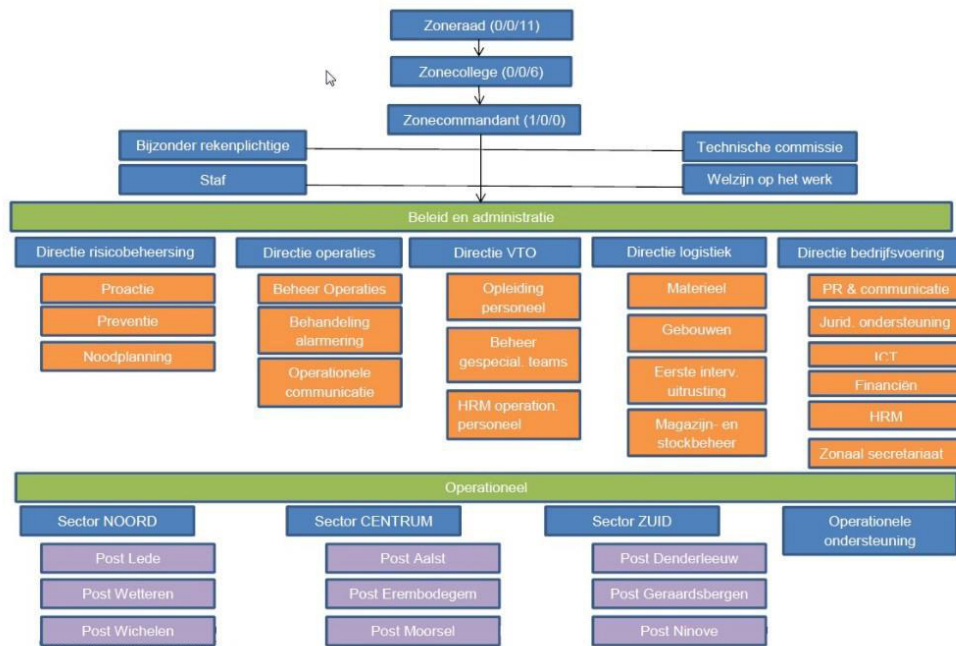 Zoneraad (0/0/11)
Zonecollege (0/0/6)
Zonecommandant (1/0/0)
Bijzonder rekenplichtige
Technische commissie
Staf
Welzijn op het werk
Beleid en administratie
Directie risicobeheersing
Proactie
Preventie
Noodplanning
Directie operaties
Beheer Operaties
Behandeling
alarmering
Operationele
communicatie
Directie VTO
Opleiding
personeel
Beheer
gespecial. teams
HRM operation.
personeel
Directie logistiek
Materieel
Gebouwen
Eerste interv.
uitrusting
Magazijn- en
stockbeheer
Directie bedrijfsvoering
PR & communicatie
Jurid. ondersteuning
ICT
Financiën
HRM
Zonaal secretariaat
Operationeel
Sector NOORD
Post Lede
Post Wetteren
Post Wichelen
Sector CENTRUM
Post Aalst
Post Erembodegem
Post Moorsel
Sector ZUID
Post Denderleeuw
Post Geraardsbergen
Post Ninove
Operationele
ondersteuning